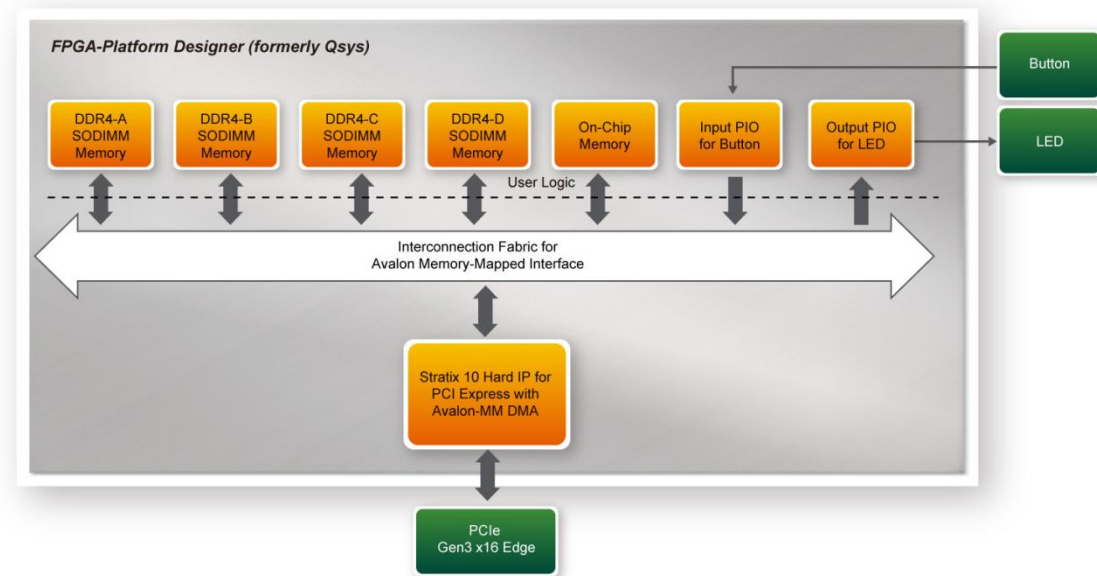 FPGA-Platform Designer (formerly Qsys)
Button
LED
DDR4-A
SODIMM
Memory
DDR4-B
SODIMM
Memory
DDR4-C
SODIMM
Memory
DDR4-D
SODIMM
Memory
On-Chip
Memory
Input PIO
for Button
Output PIO
for LED
User Logic
Interconnection Fabric for
Avalon Memory-Mapped Interface
Stratix 10 Hard IP for
PCI Express with
Avalon-MM DMA
PCIe
Gen3 x16 Edge